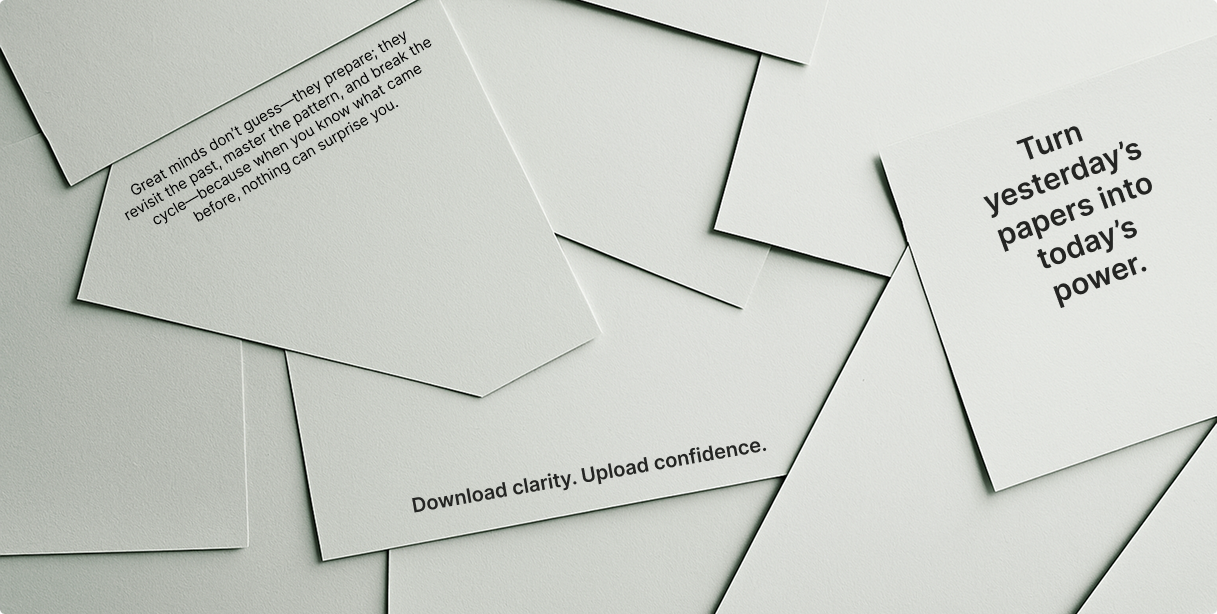 Great minds don't guess—they prepare; they
revisit the past, master the pattern, and break the
cycle—because when you know what came
before, nothing can surprise you.
Turn
yesterday's
papers into
today's
power.
Download clarity. Upload confidence.